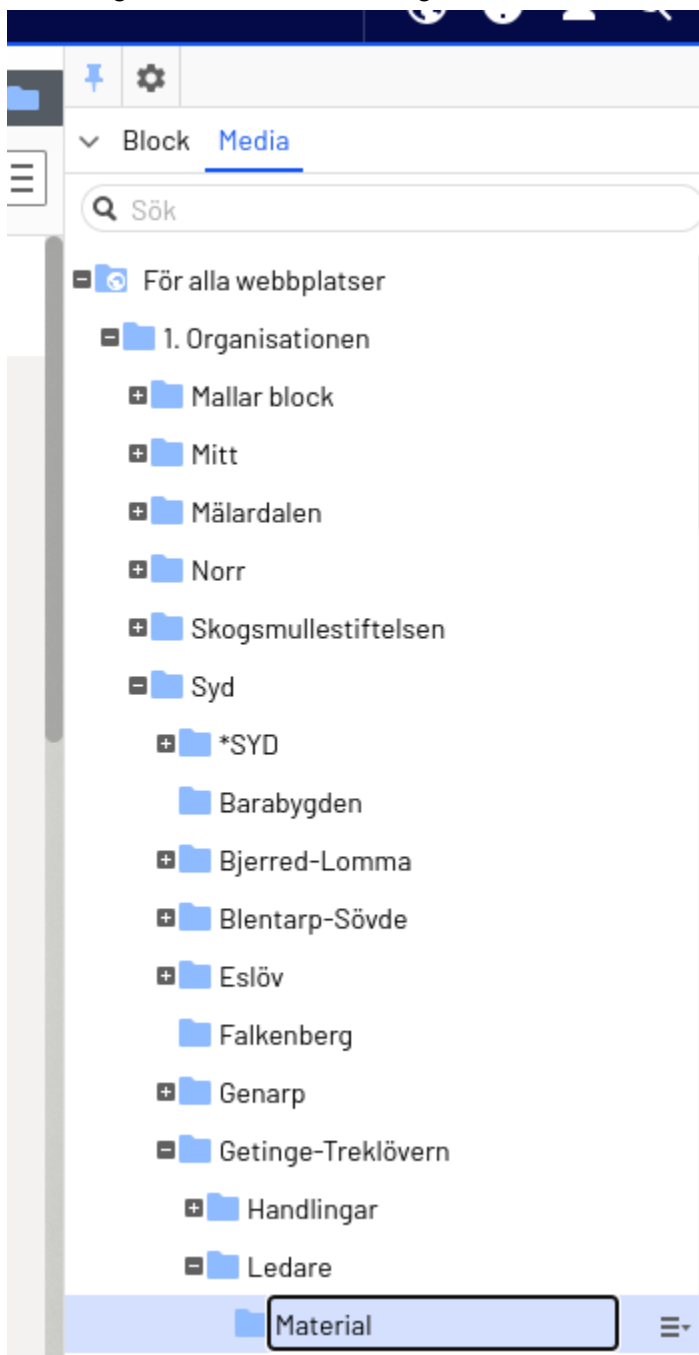 Block Media
Sök
För alla webbplatser
1. Organisationen
Mallar block
Mitt
Mälardalen
Norr
Skogsmullestiftelsen
Syd
*SYD
Barabygden
Bjerred-Lomma
Blentarp-Sövde
Eslöv
Falkenberg
Genarp
Getinge-Treklövern
Handlingar
Ledare
Material